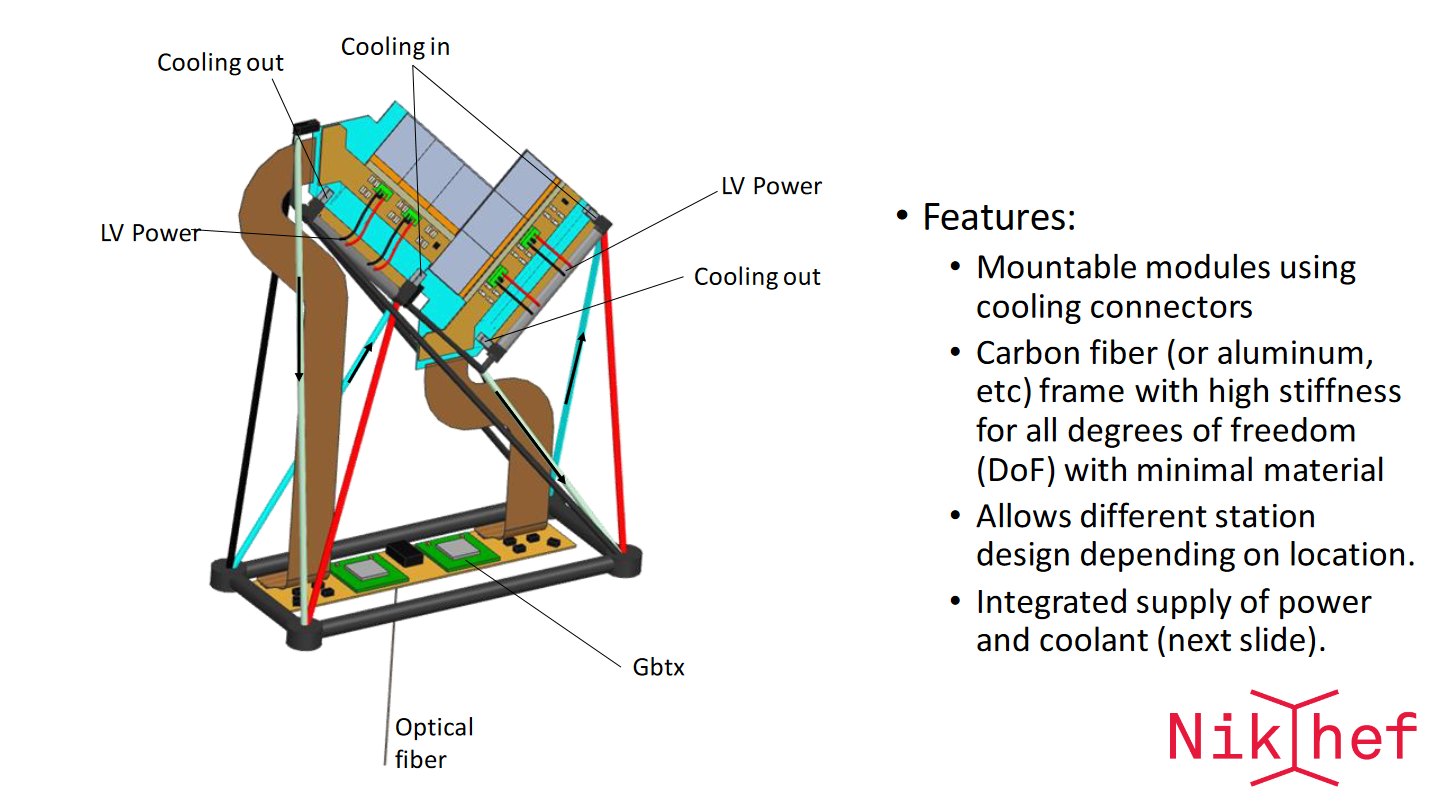 Cooling in
Cooling out
LV Power
LV Power
Cooling out
Gbtx
Optical
fiber
• Features:
• Mountable modules using
cooling connectors
• Carbon fiber (or aluminum,
etc) frame with high stiffness
for all degrees of freedom
(DoF) with minimal material
• Allows different station
design depending on location.
• Integrated supply of power
and coolant (next slide).
Nikhef